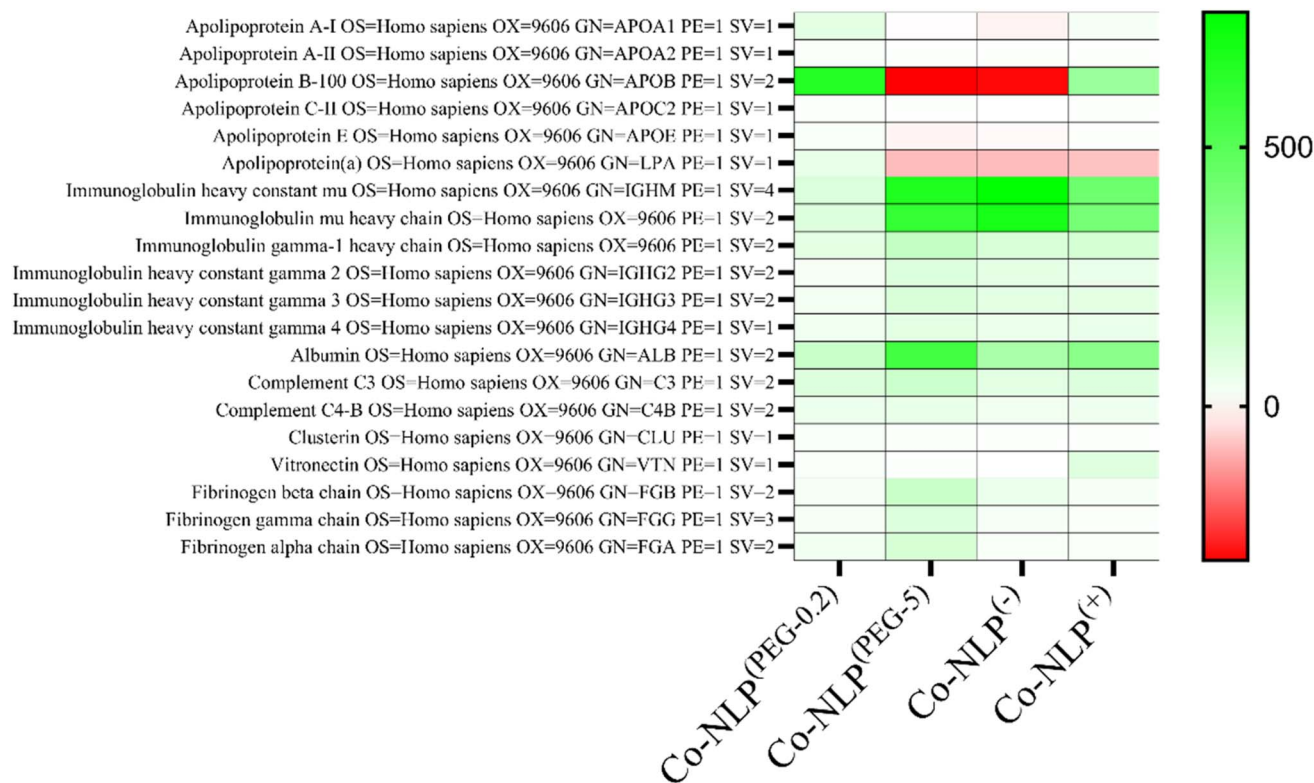 Apolipoprotein A-I OS=Homo sapiens OX=9606 GN=APOA1 PE=1 SV=1
Apolipoprotein A-II OS=Homo sapiens OX=9606 GN=APOA2 PE=1 SV=1
Apolipoprotein B-100 OS=Homo sapiens OX=9606 GN=APOB PE=1 SV=2
Apolipoprotein C-II OS=Homo sapiens OX=9606 GN=APOC2 PE=1 SV=1
Apolipoprotein E OS=Homo sapiens OX=9606 GN=APOE PE=1 SV=1
Apolipoprotein(a) OS=Homo sapiens OX=9606 GN=LPA PE=1 SV=1
Immunoglobulin heavy constant mu OS=Homo sapiens OX=9606 GN=IGHM PE=1 SV=4
Immunoglobulin mu heavy chain OS=Homo sapiens OX=9606 PE=1 SV=2
Immunoglobulin gamma-1 heavy chain OS=Homo sapiens OX=9606 PE=1 SV=2
Immunoglobulin heavy constant gamma 2 OS=Homo sapiens OX=9606 GN=IGHG2 PE=1 SV=2
Immunoglobulin heavy constant gamma 3 OS=Homo sapiens OX=9606 GN=IGHG3 PE=1 SV=2
Immunoglobulin heavy constant gamma 4 OS=Homo sapiens OX=9606 GN=IGHG4 PE=1 SV=1
Albumin OS=Homo sapiens OX=9606 GN=ALB PE=1 SV=2
Complement C3 OS=Homo sapiens OX=9606 GN=C3 PE=1 SV=2
Complement C4-B OS=Homo sapiens OX=9606 GN=C4B PE=1 SV=2
Clusterin OS=Homo sapiens OX=9606 GN=CLU PE=1 SV=1
Vitronectin OS=Homo sapiens OX=9606 GN=VTN PE=1 SV=1
Fibrinogen beta chain OS=Homo sapiens OX=9606 GN=FGB PE=1 SV=2
Fibrinogen gamma chain OS=Homo sapiens OX=9606 GN=FGG PE=1 SV=3
Fibrinogen alpha chain OS=Homo sapiens OX=9606 GN=FGA PE=1 SV=2
Co-NLP(PEG-0.2)
Co-NLP(PEG-5)
Co-NLP(-)
Co-NLP(+)
500
0